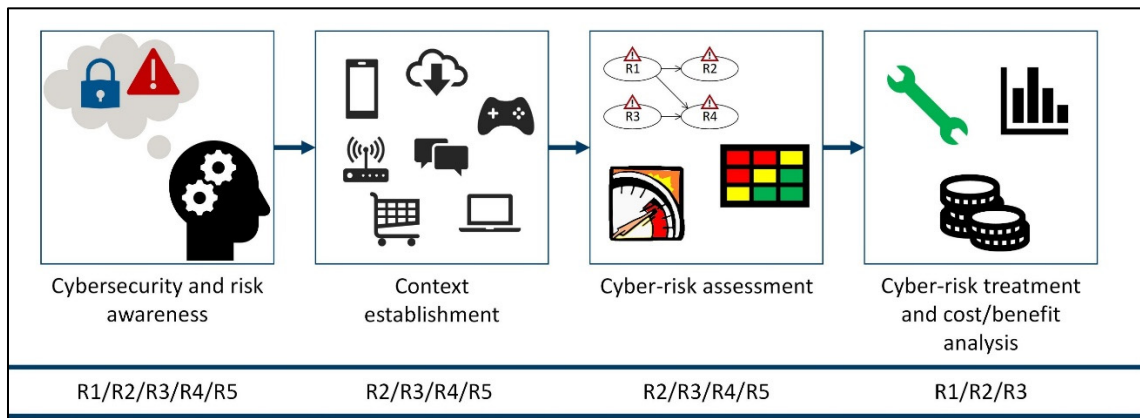 R1
R2
R3
R4
Cybersecurity and risk
awareness
Context
establishment
Cyber-risk assessment
Cyber-risk treatment
and cost/benefit
analysis
R1/R2/R3/R4/R5
R2/R3/R4/R5
R2/R3/R4/R5
R1/R2/R3